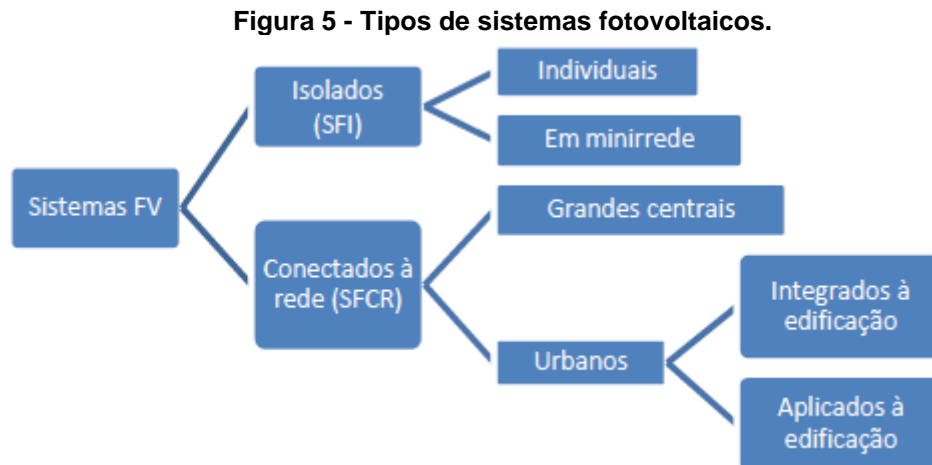 Figura 5 - Tipos de sistemas fotovoltaicos.
Sistemas FV
Isolados
(SFI)
Individuais
Em minirrede
Conectados à
rede (SFCR)
Grandes centrais
Urbanos
Integrados à
edificação
Aplicados à
edificação